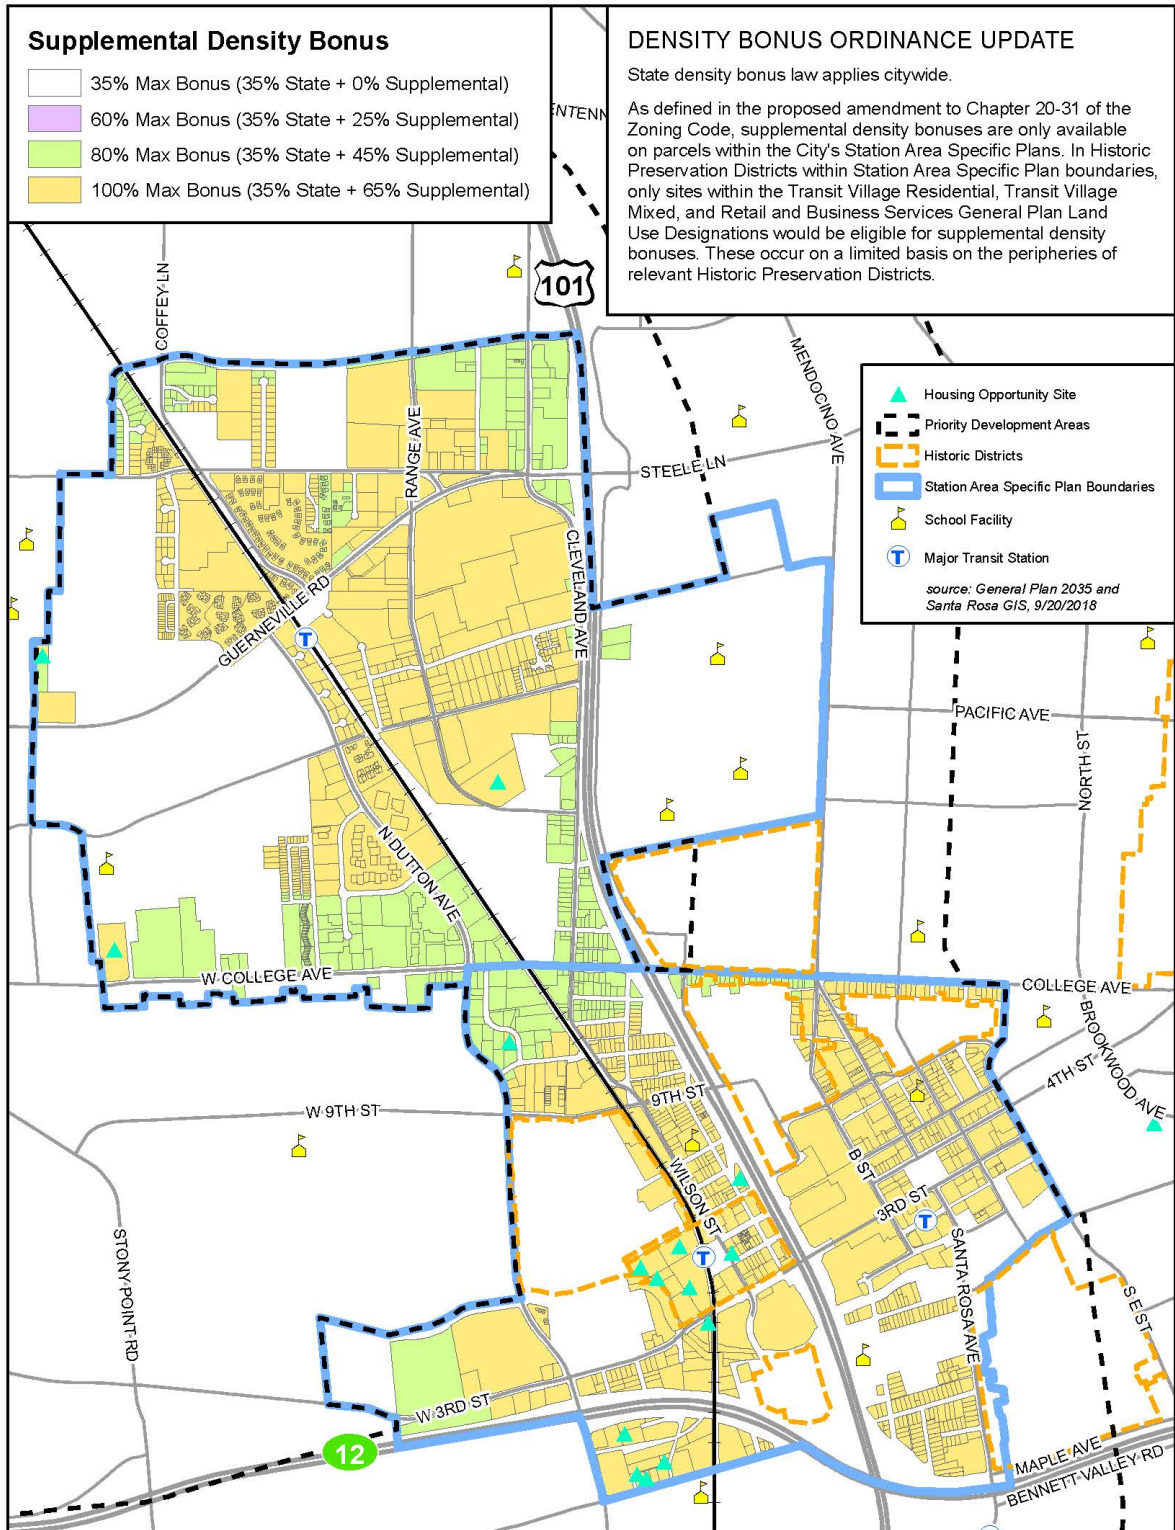 Supplemental Density Bonus
35% Max Bonus (35% State + 0% Supplemental)
60% Max Bonus (35% State + 25% Supplemental)
80% Max Bonus (35% State + 45% Supplemental)
100% Max Bonus (35% State + 65% Supplemental)
DENSITY BONUS ORDINANCE UPDATE
State density bonus law applies citywide.
As defined in the proposed amendment to Chapter 20-31 of the
Zoning Code, supplemental density bonuses are only available
on parcels within the City's Station Area Specific Plans. In Historic
Preservation Districts within Station Area Specific Plan boundaries,
only sites within the Transit Village Residential, Transit Village
Mixed, and Retail and Business Services General Plan Land
Use Designations would be eligible for supplemental density
bonuses. These occur on a limited basis on the peripheries of
relevant Historic Preservation Districts.
Housing Opportunity Site
Priority Development Areas
Historic Districts
Station Area Specific Plan Boundaries
School Facility
T Major Transit Station
source: General Plan 2035 and
Santa Rosa GIS, 9/20/2018
ENTENN
101
COFFEY LN
MENDOCINO AVE
RANGE AVE
STEELE LN
CLEVELAND AVE
GUERNEVILLE RD
T
PACIFIC AVE
NORTH ST
N DUTTON AVE
W COLLEGE AVE
COLLEGE AVE
BROOKWOOD AVE
4TH ST
9TH ST
W 9TH ST
B ST
WILSON ST
3RD ST
T
T
SANTA ROSA AVE
S E ST
STONY POINT RD
W 3RD ST
12
MAPLE AVE
BENNETT VALLEY RD